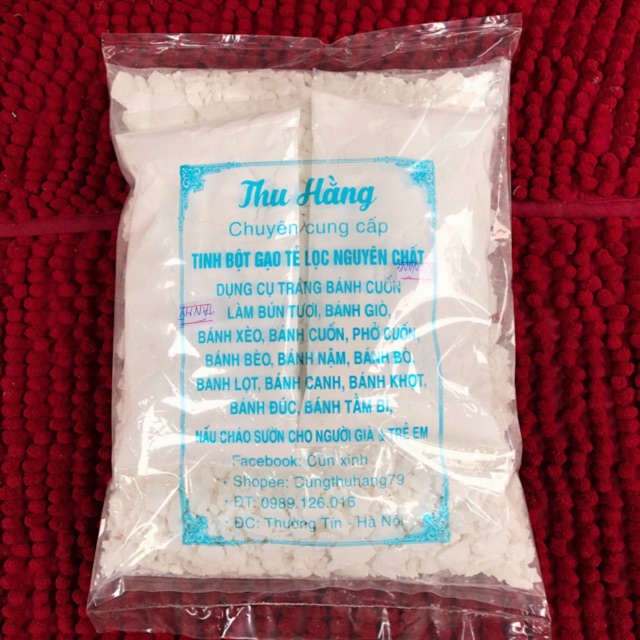 Thu Hằng
Chuyên cung cấp
TINH BỘT GẠO TẺ LỌC NGUYÊN CHẤT
DỤNG CỤ TRÁNG BÁNH CUỐN
LÀM BÚN TƯƠI, BÁNH GIÒ,
BÁNH XÈO, BÁNH CUỐN, PHỞ CUỐN,
BÁNH BÈO, BÁNH NẬM, BÁNH BÒ,
BÁNH LỌT, BÁNH CANH, BÁNH KHỌT,
BÁNH ĐÚC, BÁNH TẰM BÌ,
NẤU CHÁO SƯỜN CHO NGƯỜI GIÀ & TRẺ EM
Facebook: Cún xinh
Shopee: Cungthuhang79
ĐT: 0989.126.016
ĐC: Thường Tín - Hà Nội